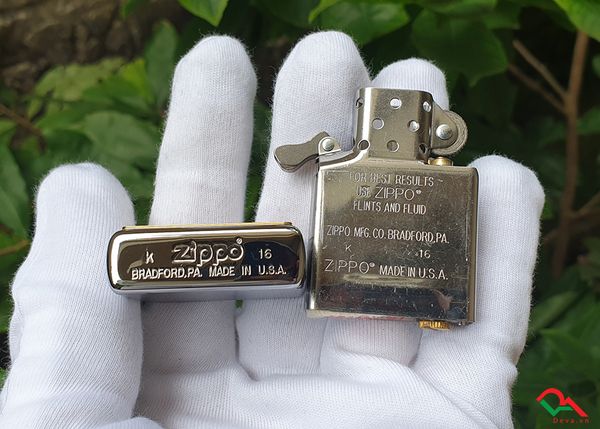 K zippo 16
BRADFORD,PA. MADE IN U.S.A.
FOR BEST RESULTS
USE ZIPPO®
FLINTS AND FLUID
ZIPPO MFG. CO. BRADFORD,PA.
K 16
ZIPPO® MADE IN U.S.A.
Deva.vn